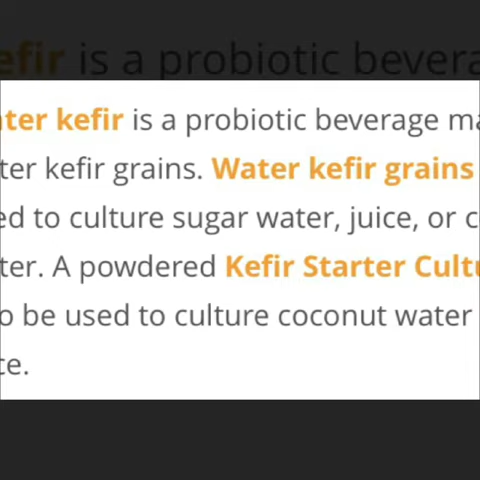 efir is a probiotic bevera
ter kefir is a probiotic beverage ma
ter kefir grains. Water kefir grains
ed to culture sugar water, juice, or c
ter. A powdered Kefir Starter Cultu
o be used to culture coconut water
ce.